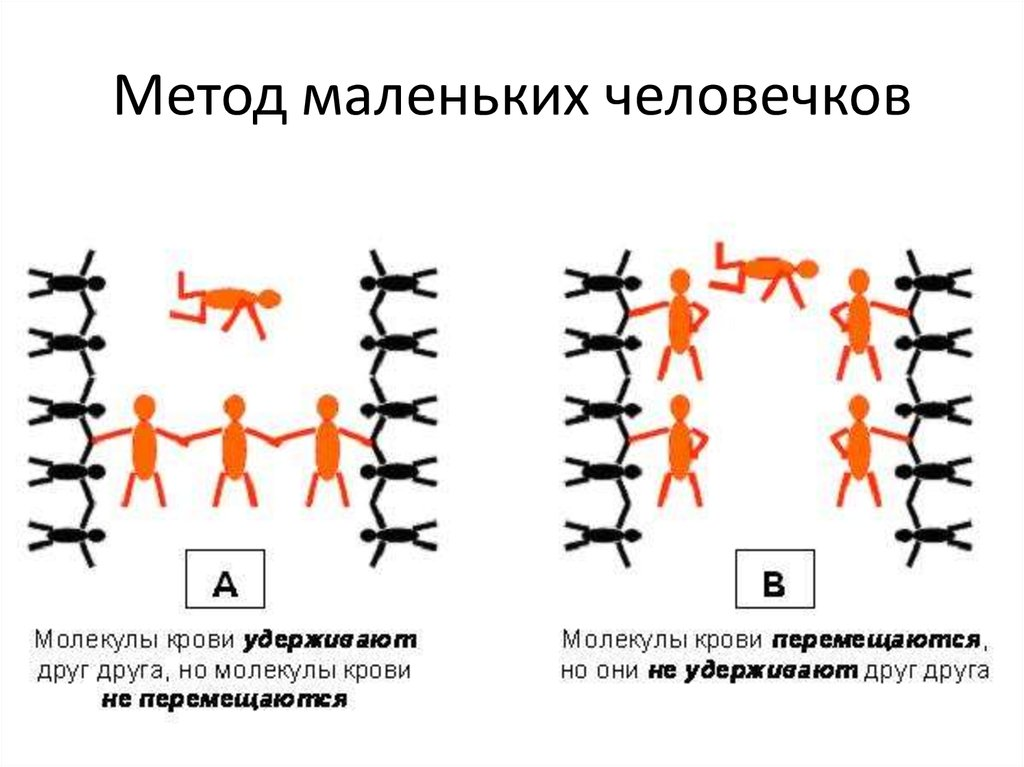 Метод маленьких человечков
А
В
Молекулы крови удерживают
друг друга, но молекулы крови
не перемещаются
Молекулы крови перемещаются,
но они не удерживают друг друга